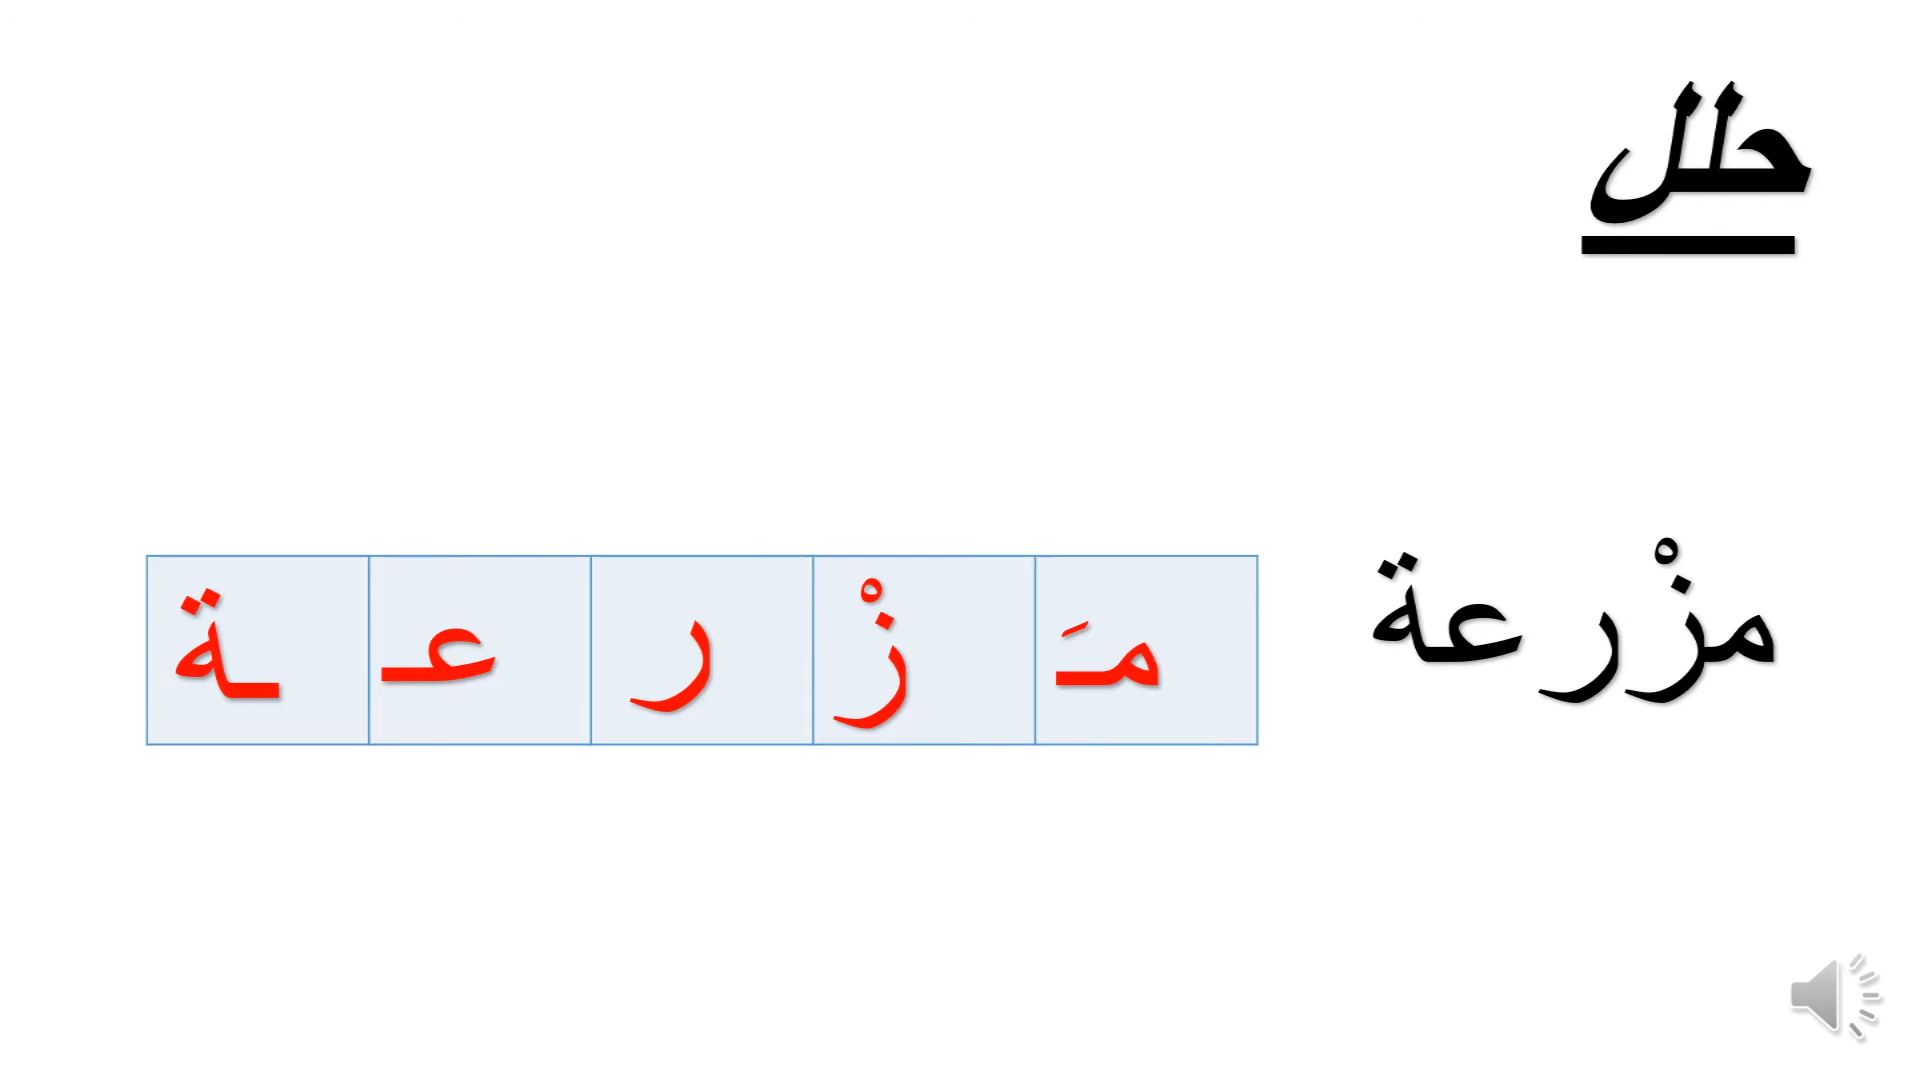 حلل
مزْرعة
مـَ زْ ر عـ ـة